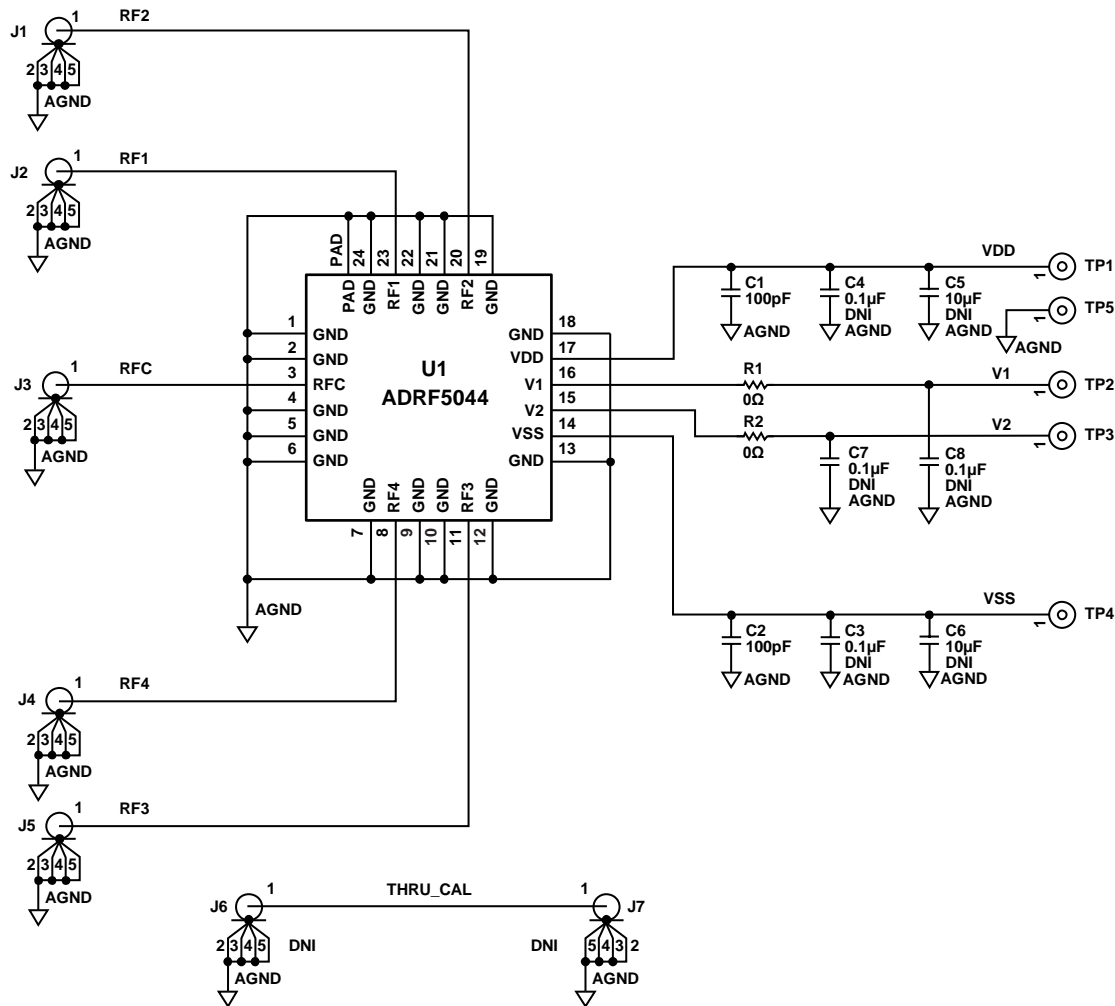 J1
1
RF2
2 3 4 5
AGND
J2
1
RF1
2 3 4 5
AGND
J3
1
RFC
2 3 4 5
AGND
PAD
24
23
22
21
20
19
PAD
GND
RF1
GND
GND
RF2
GND
1 GND
2 GND
3 RFC
4 GND
5 GND
6 GND
U1
ADRF5044
GND 18
VDD 17
V1 16
V2 15
VSS 14
GND 13
GND
RF4
GND
GND
RF3
GND
7
8
9
10
11
12
AGND
C1
100pF
AGND
C4
0.1µF
DNI
AGND
C5
10µF
DNI
AGND
VDD
1
TP1
TP5
1
AGND
R1
0Ω
V1
1
TP2
R2
0Ω
V2
1
TP3
C7
0.1µF
DNI
AGND
C8
0.1µF
DNI
AGND
VSS
1
TP4
C2
100pF
AGND
C3
0.1µF
DNI
AGND
C6
10µF
DNI
AGND
J4
1
RF4
2 3 4 5
AGND
J5
1
RF3
2 3 4 5
AGND
J6
1
THRU_CAL
1
J7
2 3 4 5
DNI
AGND
DNI
5 4 3 2
AGND